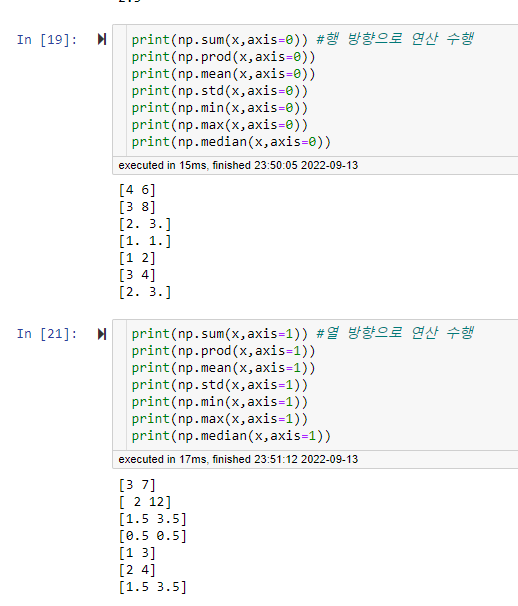 In [19]: print(np.sum(x,axis=0)) #행 방향으로 연산 수행
print(np.prod(x,axis=0))
print(np.mean(x,axis=0))
print(np.std(x,axis=0))
print(np.min(x,axis=0))
print(np.max(x,axis=0))
print(np.median(x,axis=0))
executed in 15ms, finished 23:50:05 2022-09-13
[4 6]
[3 8]
[2. 3.]
[1. 1.]
[1 2]
[3 4]
[2. 3.]
In [21]: print(np.sum(x,axis=1)) #열 방향으로 연산 수행
print(np.prod(x,axis=1))
print(np.mean(x,axis=1))
print(np.std(x,axis=1))
print(np.min(x,axis=1))
print(np.max(x,axis=1))
print(np.median(x,axis=1))
executed in 17ms, finished 23:51:12 2022-09-13
[3 7]
[ 2 12]
[1.5 3.5]
[0.5 0.5]
[1 3]
[2 4]
[1.5 3.5]